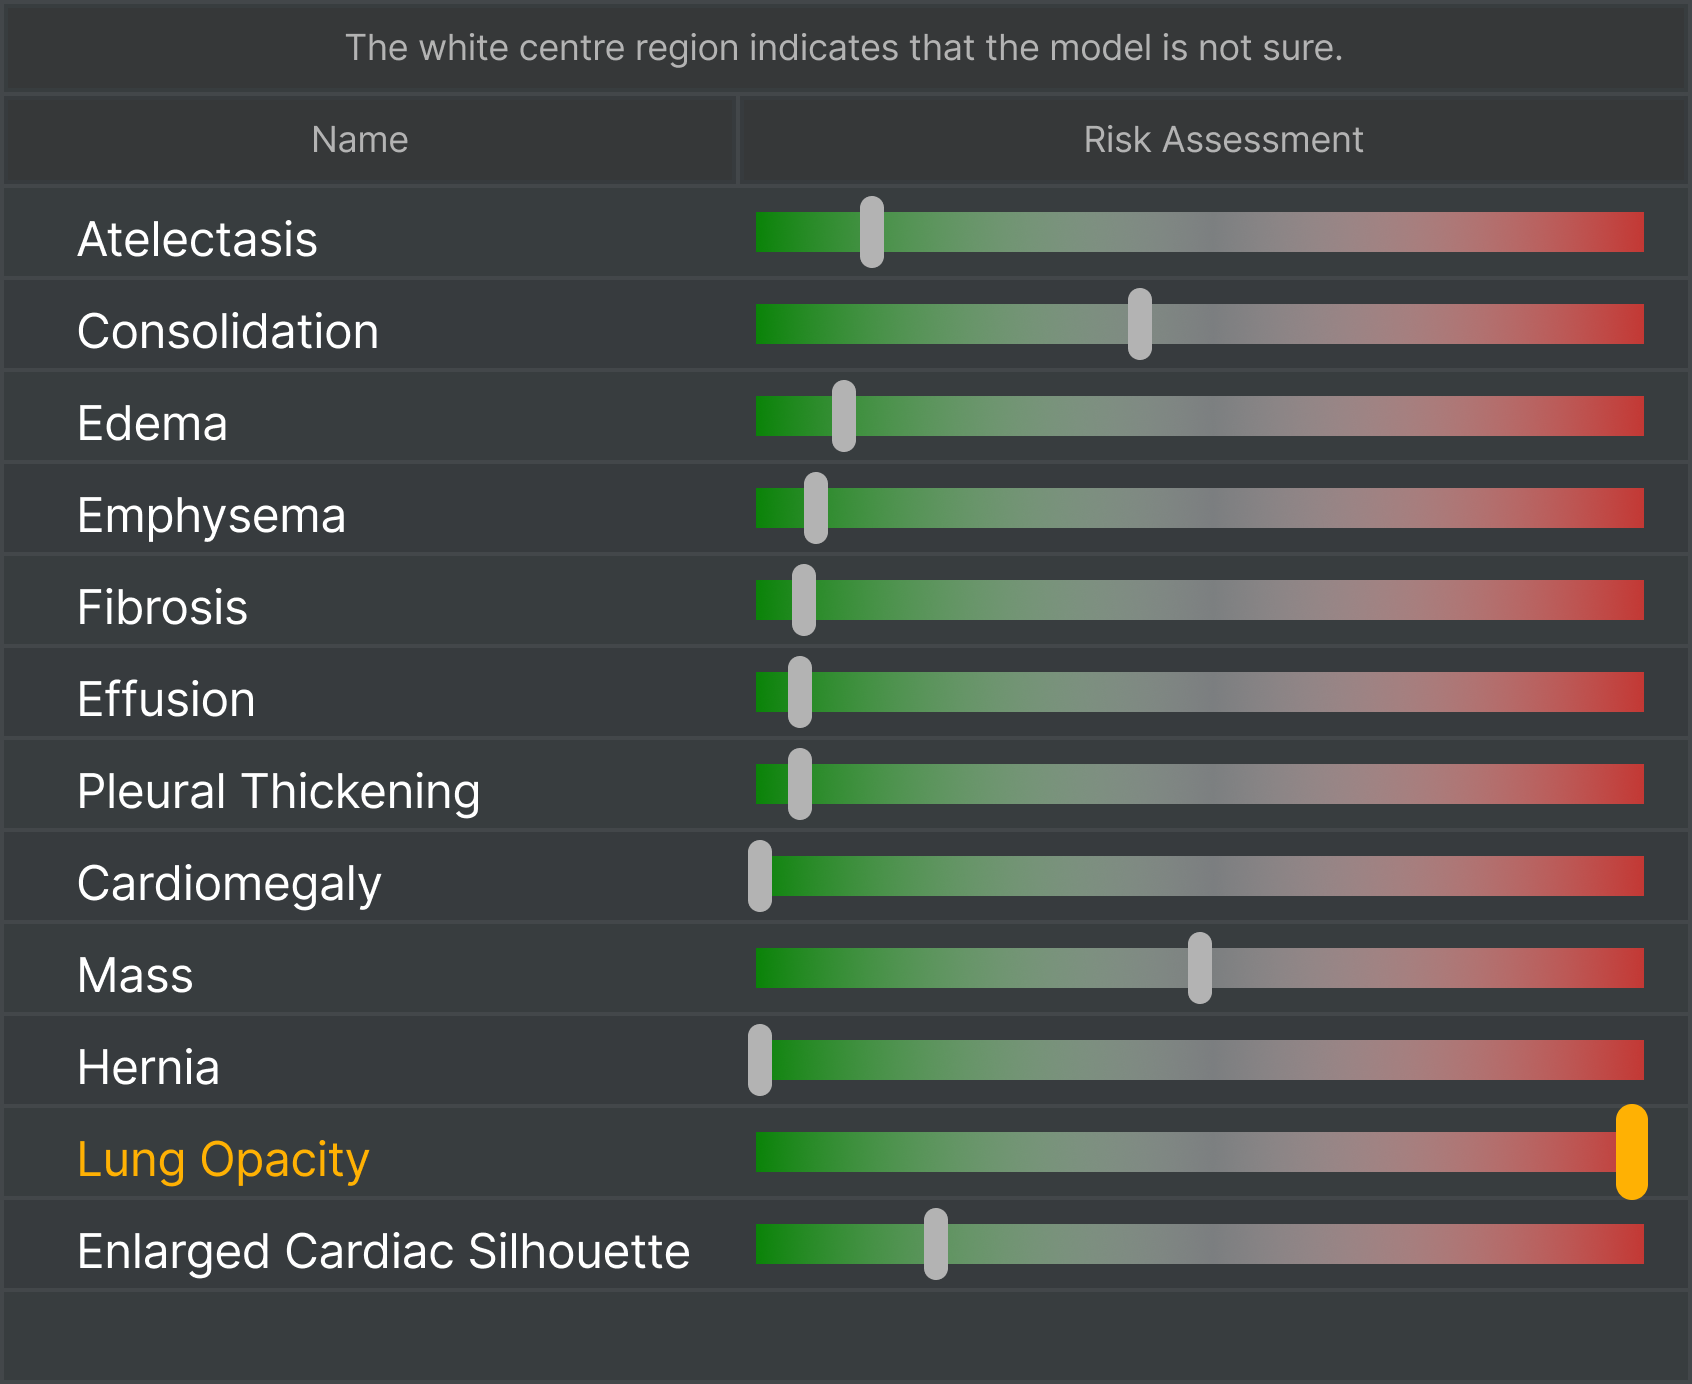 The white centre region indicates that the model is not sure.
Name
Risk Assessment
Atelectasis
Consolidation
Edema
Emphysema
Fibrosis
Effusion
Pleural Thickening
Cardiomegaly
Mass
Hernia
Lung Opacity
Enlarged Cardiac Silhouette